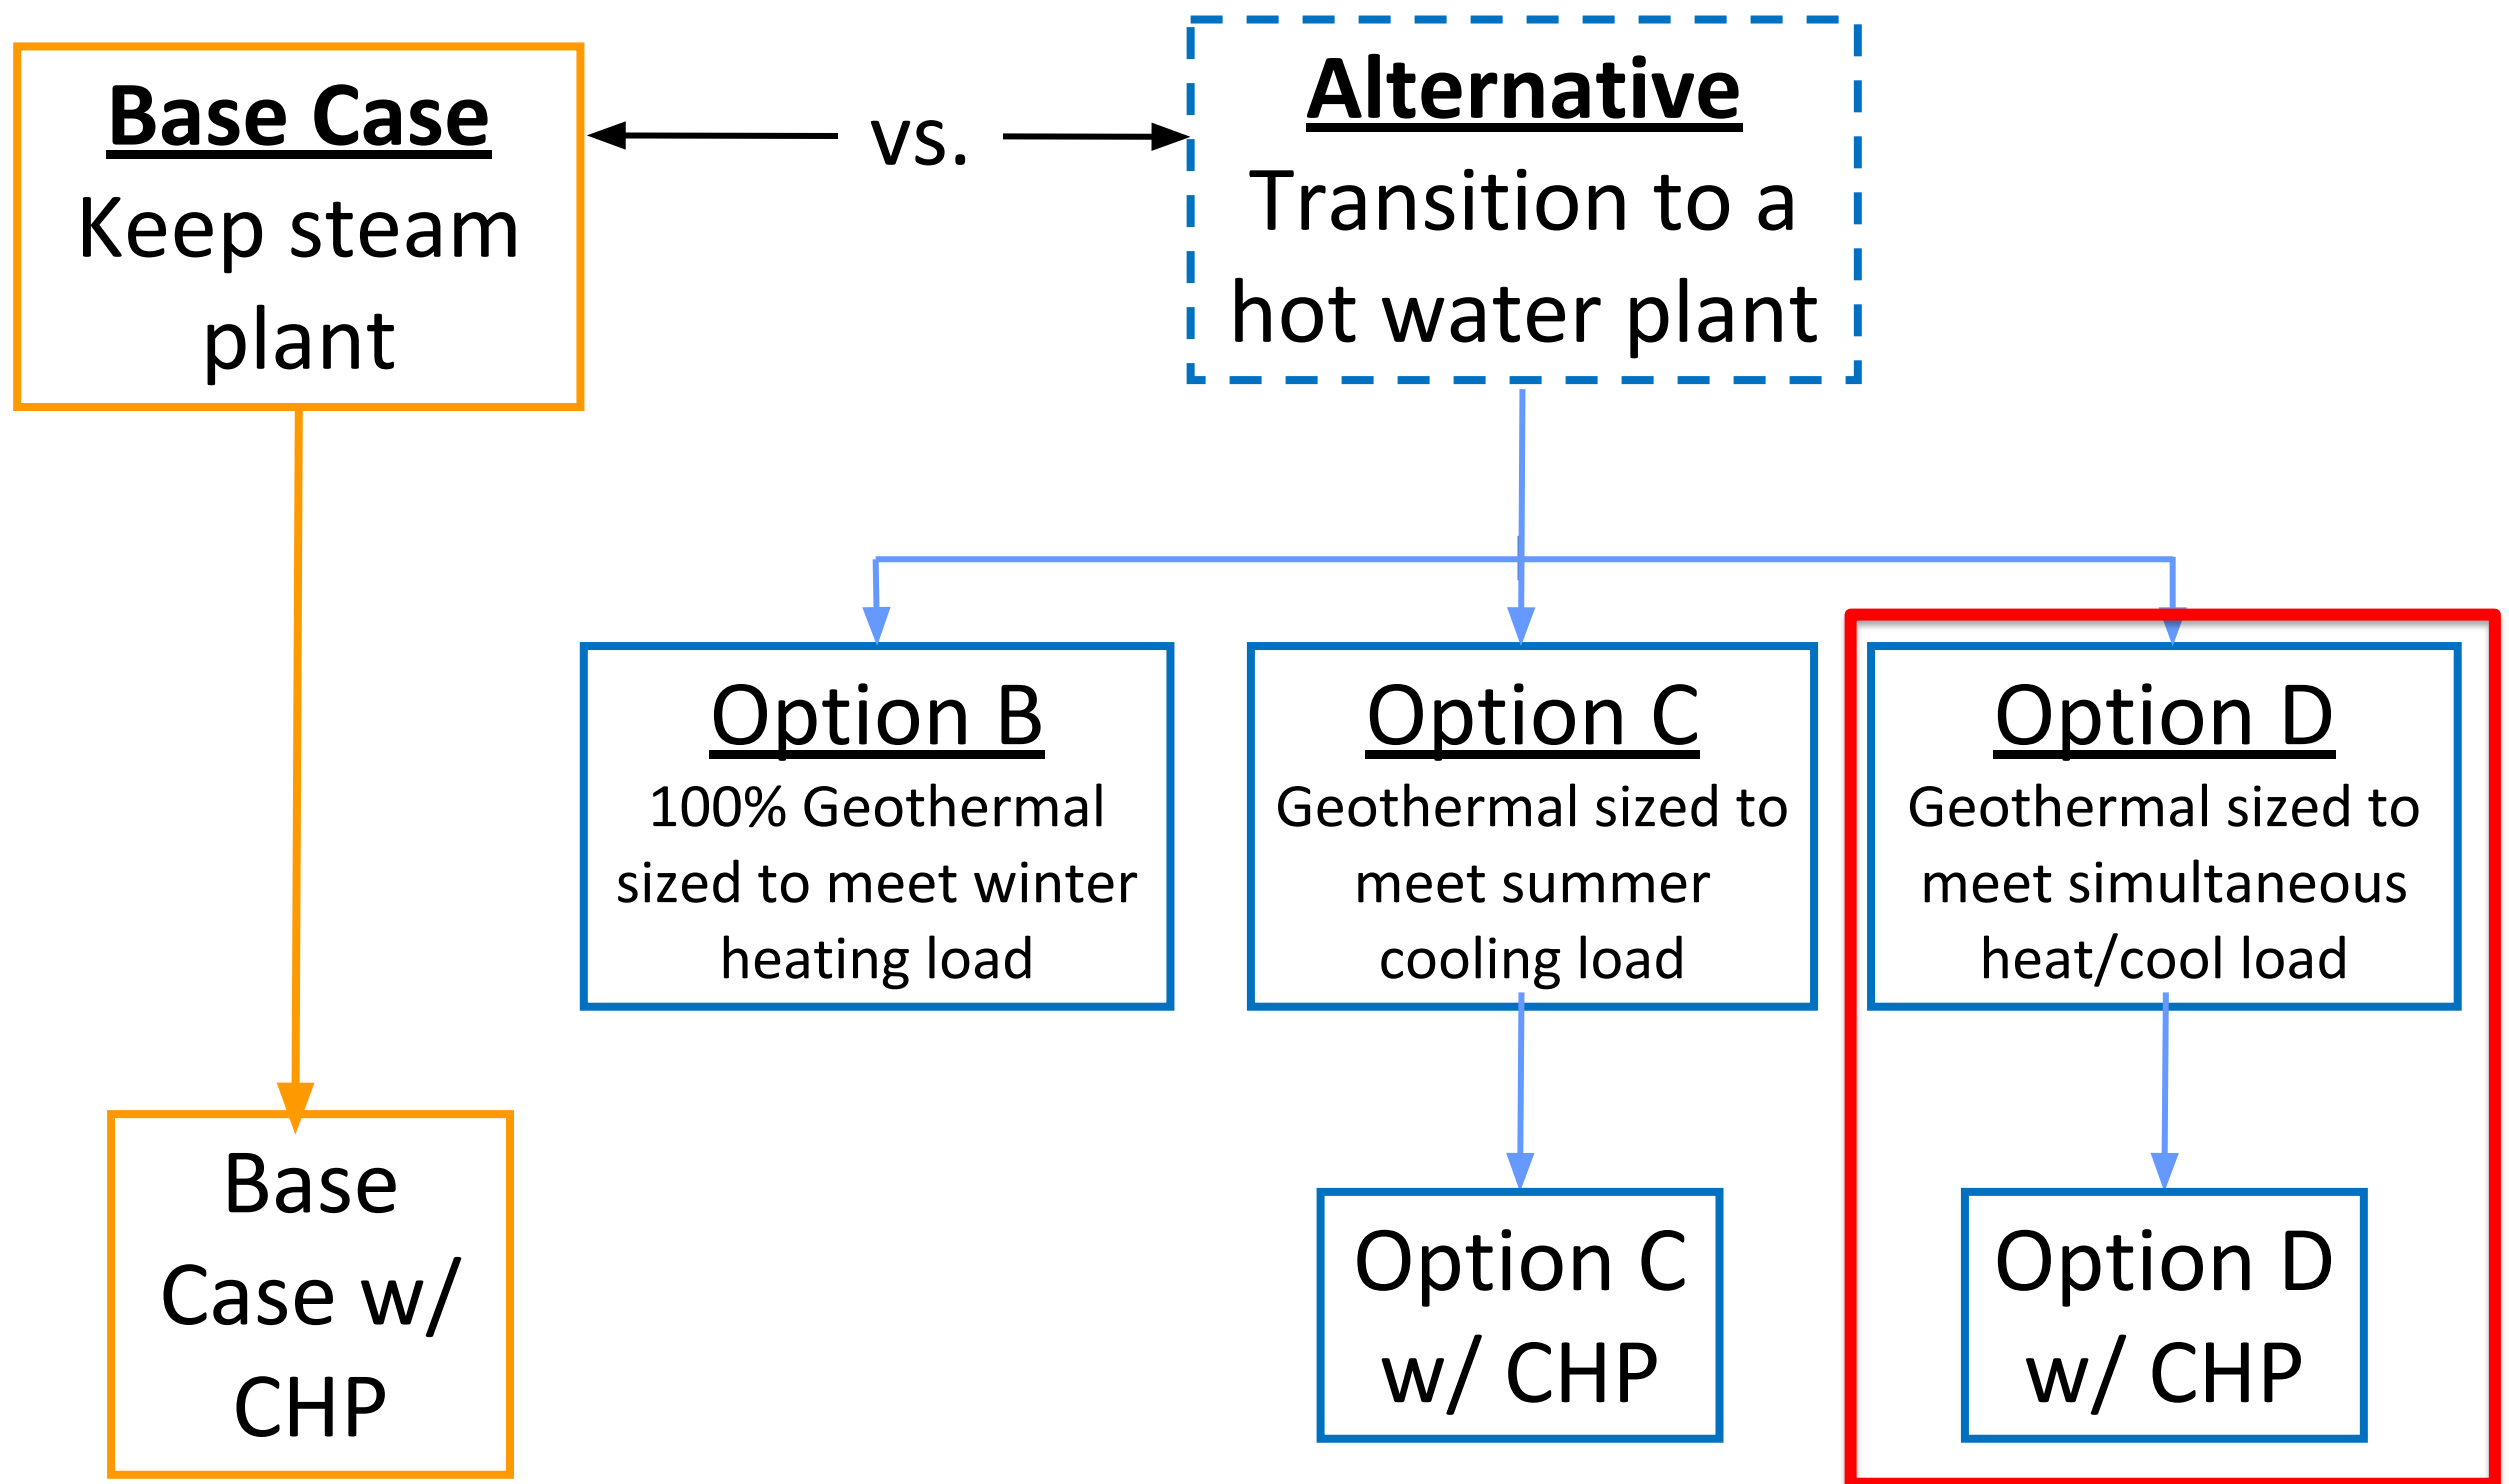 Base Case
Keep steam
plant
vs.
Alternative
Transition to a
hot water plant
Option B
100% Geothermal
sized to meet winter
heating load
Option C
Geothermal sized to
meet summer
cooling load
Option D
Geothermal sized to
meet simultaneous
heat/cool load
Base
Case w/
CHP
Option C
w/ CHP
Option D
w/ CHP